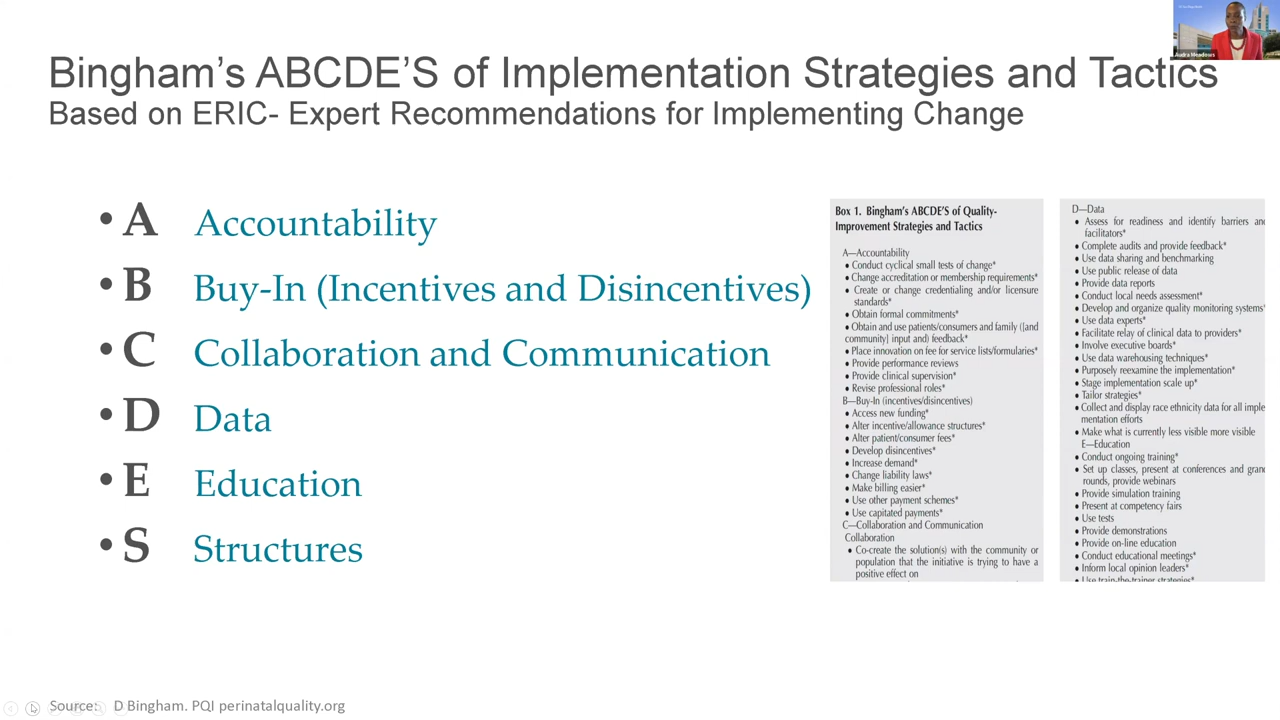 Audra Meadows
Bingham's ABCDE'S of Implementation Strategies and Tactics
Based on ERIC- Expert Recommendations for Implementing Change
• A Accountability
• B Buy-In (Incentives and Disincentives)
• C Collaboration and Communication
• D Data
• E Education
• S Structures
Box 1. Bingham's ABCDE'S of Quality-
Improvement Strategies and Tactics
A—Accountability
• Conduct cyclical small tests of change*
• Change accreditation or membership requirements*
• Create or change credentialing and/or licensure
standards*
• Obtain formal commitments*
• Obtain and use patients/consumers and family ([and
community] input and) feedback*
• Place innovation on fee for service lists/formularies*
• Provide performance reviews
• Provide clinical supervision*
• Revise professional roles*
B—Buy-In (incentives/disincentives)
• Access new funding*
• Alter incentive/allowance structures*
• Alter patient/consumer fees*
• Develop disincentives*
• Increase demand*
• Change liability laws*
• Make billing easier*
• Use other payment schemes*
• Use capitated payments*
C—Collaboration and Communication
Collaboration
• Co-create the solution(s) with the community or
population that the initiative is trying to have a
positive effect on
D—Data
• Assess for readiness and identify barriers and
facilitators*
• Complete audits and provide feedback*
• Use data sharing and benchmarking
• Use public release of data
• Provide data reports
• Conduct local needs assessment*
• Develop and organize quality monitoring systems*
• Use data experts*
• Facilitate relay of clinical data to providers*
• Involve executive boards*
• Use data warehousing techniques*
• Purposely reexamine the implementation*
• Stage implementation scale up*
• Tailor strategies*
• Collect and display race ethnicity data for all imple-
mentation efforts
• Make what is currently less visible more visible
E—Education
• Conduct ongoing training*
• Set up classes, present at conferences and grand
rounds, provide webinars
• Provide simulation training
• Present at competency fairs
• Use tests
• Provide demonstrations
• Provide on-line education
• Conduct educational meetings*
• Inform local opinion leaders*
• Use train-the-trainer strategies*
Source: D Bingham. PQI perinatalquality.org